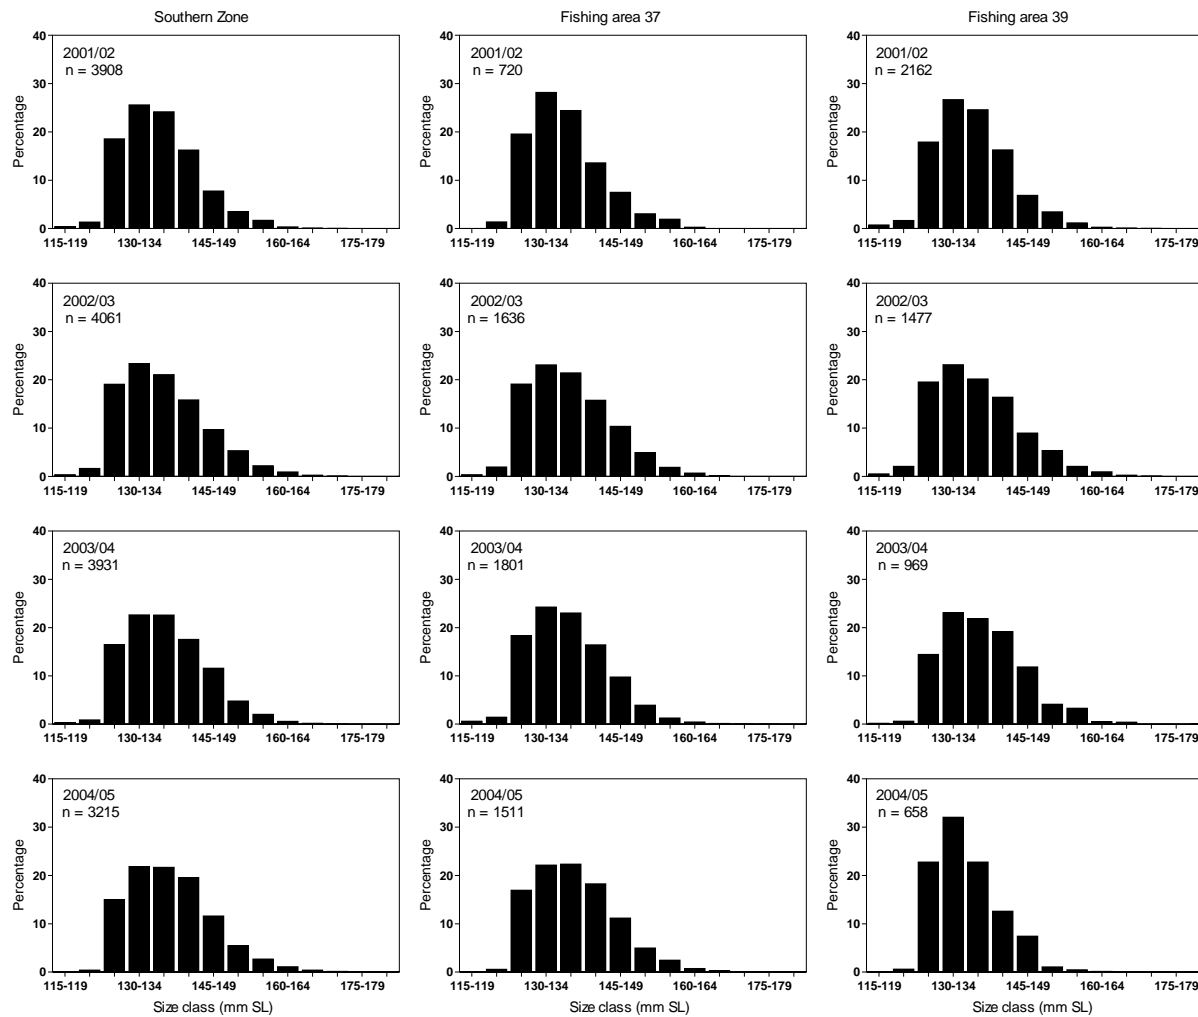 Southern Zone
Fishing area 37
Fishing area 39
40
30
20
10
0
Percentage
2001/02
n = 3908
115-119 130-134 145-149 160-164 175-179
40
30
20
10
0
Percentage
2001/02
n = 720
115-119 130-134 145-149 160-164 175-179
40
30
20
10
0
Percentage
2001/02
n = 2162
115-119 130-134 145-149 160-164 175-179
40
30
20
10
0
Percentage
2002/03
n = 4061
115-119 130-134 145-149 160-164 175-179
40
30
20
10
0
Percentage
2002/03
n = 1636
115-119 130-134 145-149 160-164 175-179
40
30
20
10
0
Percentage
2002/03
n = 1477
115-119 130-134 145-149 160-164 175-179
40
30
20
10
0
Percentage
2003/04
n = 3931
115-119 130-134 145-149 160-164 175-179
40
30
20
10
0
Percentage
2003/04
n = 1801
115-119 130-134 145-149 160-164 175-179
40
30
20
10
0
Percentage
2003/04
n = 969
115-119 130-134 145-149 160-164 175-179
40
30
20
10
0
Percentage
2004/05
n = 3215
115-119 130-134 145-149 160-164 175-179
Size class (mm SL)
40
30
20
10
0
Percentage
2004/05
n = 1511
115-119 130-134 145-149 160-164 175-179
Size class (mm SL)
40
30
20
10
0
Percentage
2004/05
n = 658
115-119 130-134 145-149 160-164 175-179
Size class (mm SL)